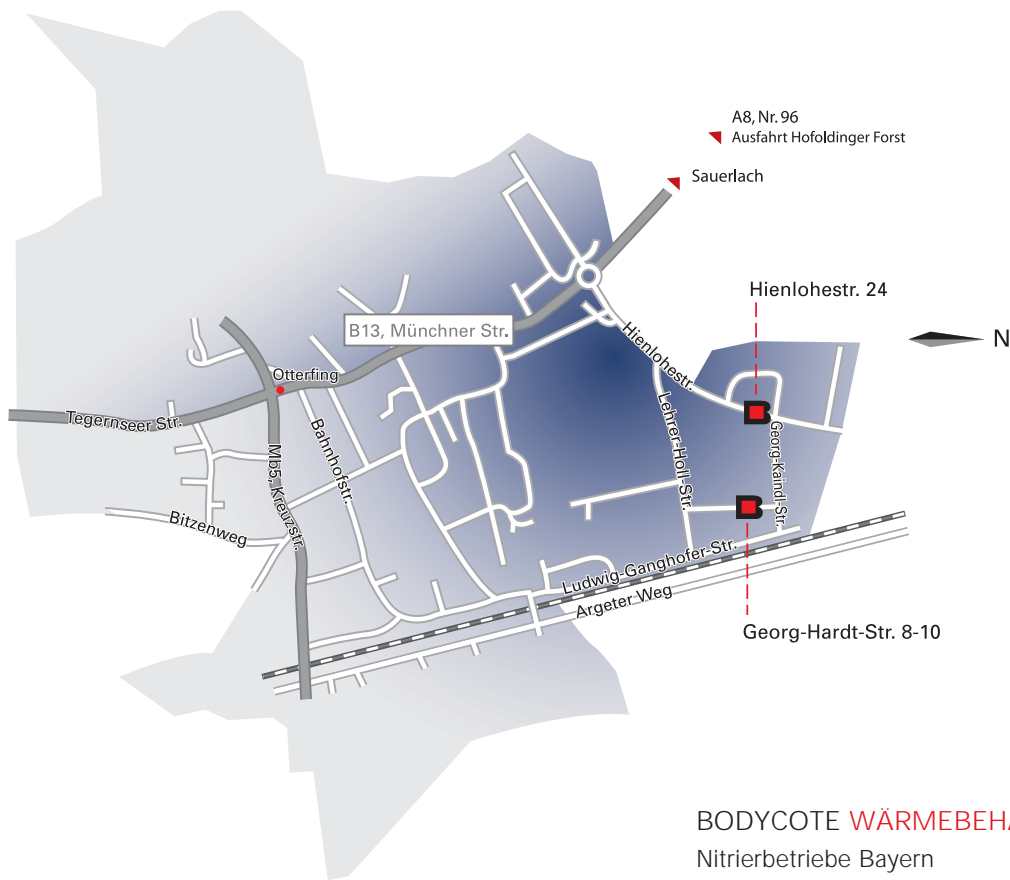 A8, Nr. 96
Ausfahrt Hofoldinger Forst
Sauerlach
Hienlohestr. 24
N
B13, Münchner Str.
Hienlohestr.
Otterfing
Tegernseer Str.
Mb5, Kreuzstr.
Bahnhofstr.
Lehrer-Holl-Str.
Georg-Kaindl-Str.
Bitzenweg
Ludwig-Ganghofer-Str.
Argeter Weg
Georg-Hardt-Str. 8-10
BODYCOTE WÄRMEBEHA
Nitrierbetriebe Bayern